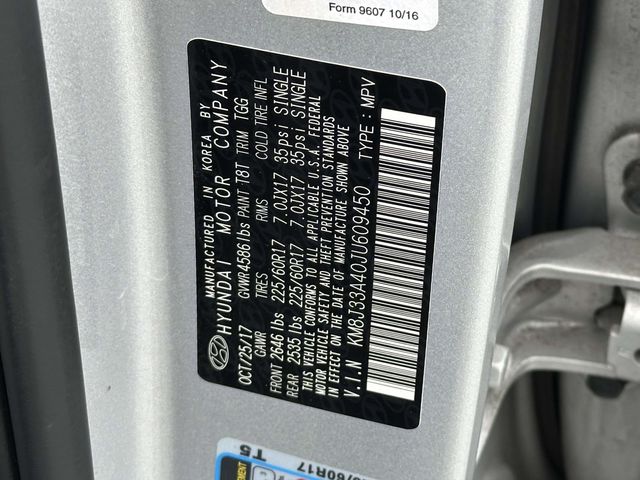 Form 9607 10/16
MANUFACTURED IN KOREA BY
HYUNDAI MOTOR COMPANY
OCT/25/17 GVWR 4586 lbs PAINT T8T TRIM TGG
GAWR TIRES RIMS COLD TIRE INFL
FRONT 2646 lbs 225/60R17 7.0JX17 35psi SINGLE
REAR 2535 lbs 225/60R17 7.0JX17 35psi SINGLE
THIS VEHICLE CONFORMS TO ALL APPLICABLE U.S.A. FEDERAL
MOTOR VEHICLE SAFETY AND THEFT PREVENTION STANDARDS
IN EFFECT ON THE DATE OF MANUFACTURE SHOWN ABOVE
V.I.N KM8J33A40JU609450 TYPE: MPV
/60R17
T5